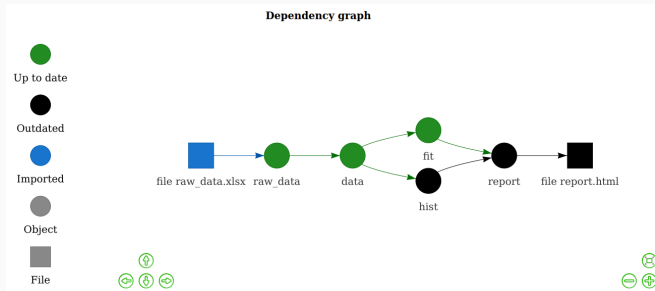 Dependency graph
Up to date
Outdated
Imported
Object
File
fit
file raw_data.xlsx raw_data data report file report.html
hist